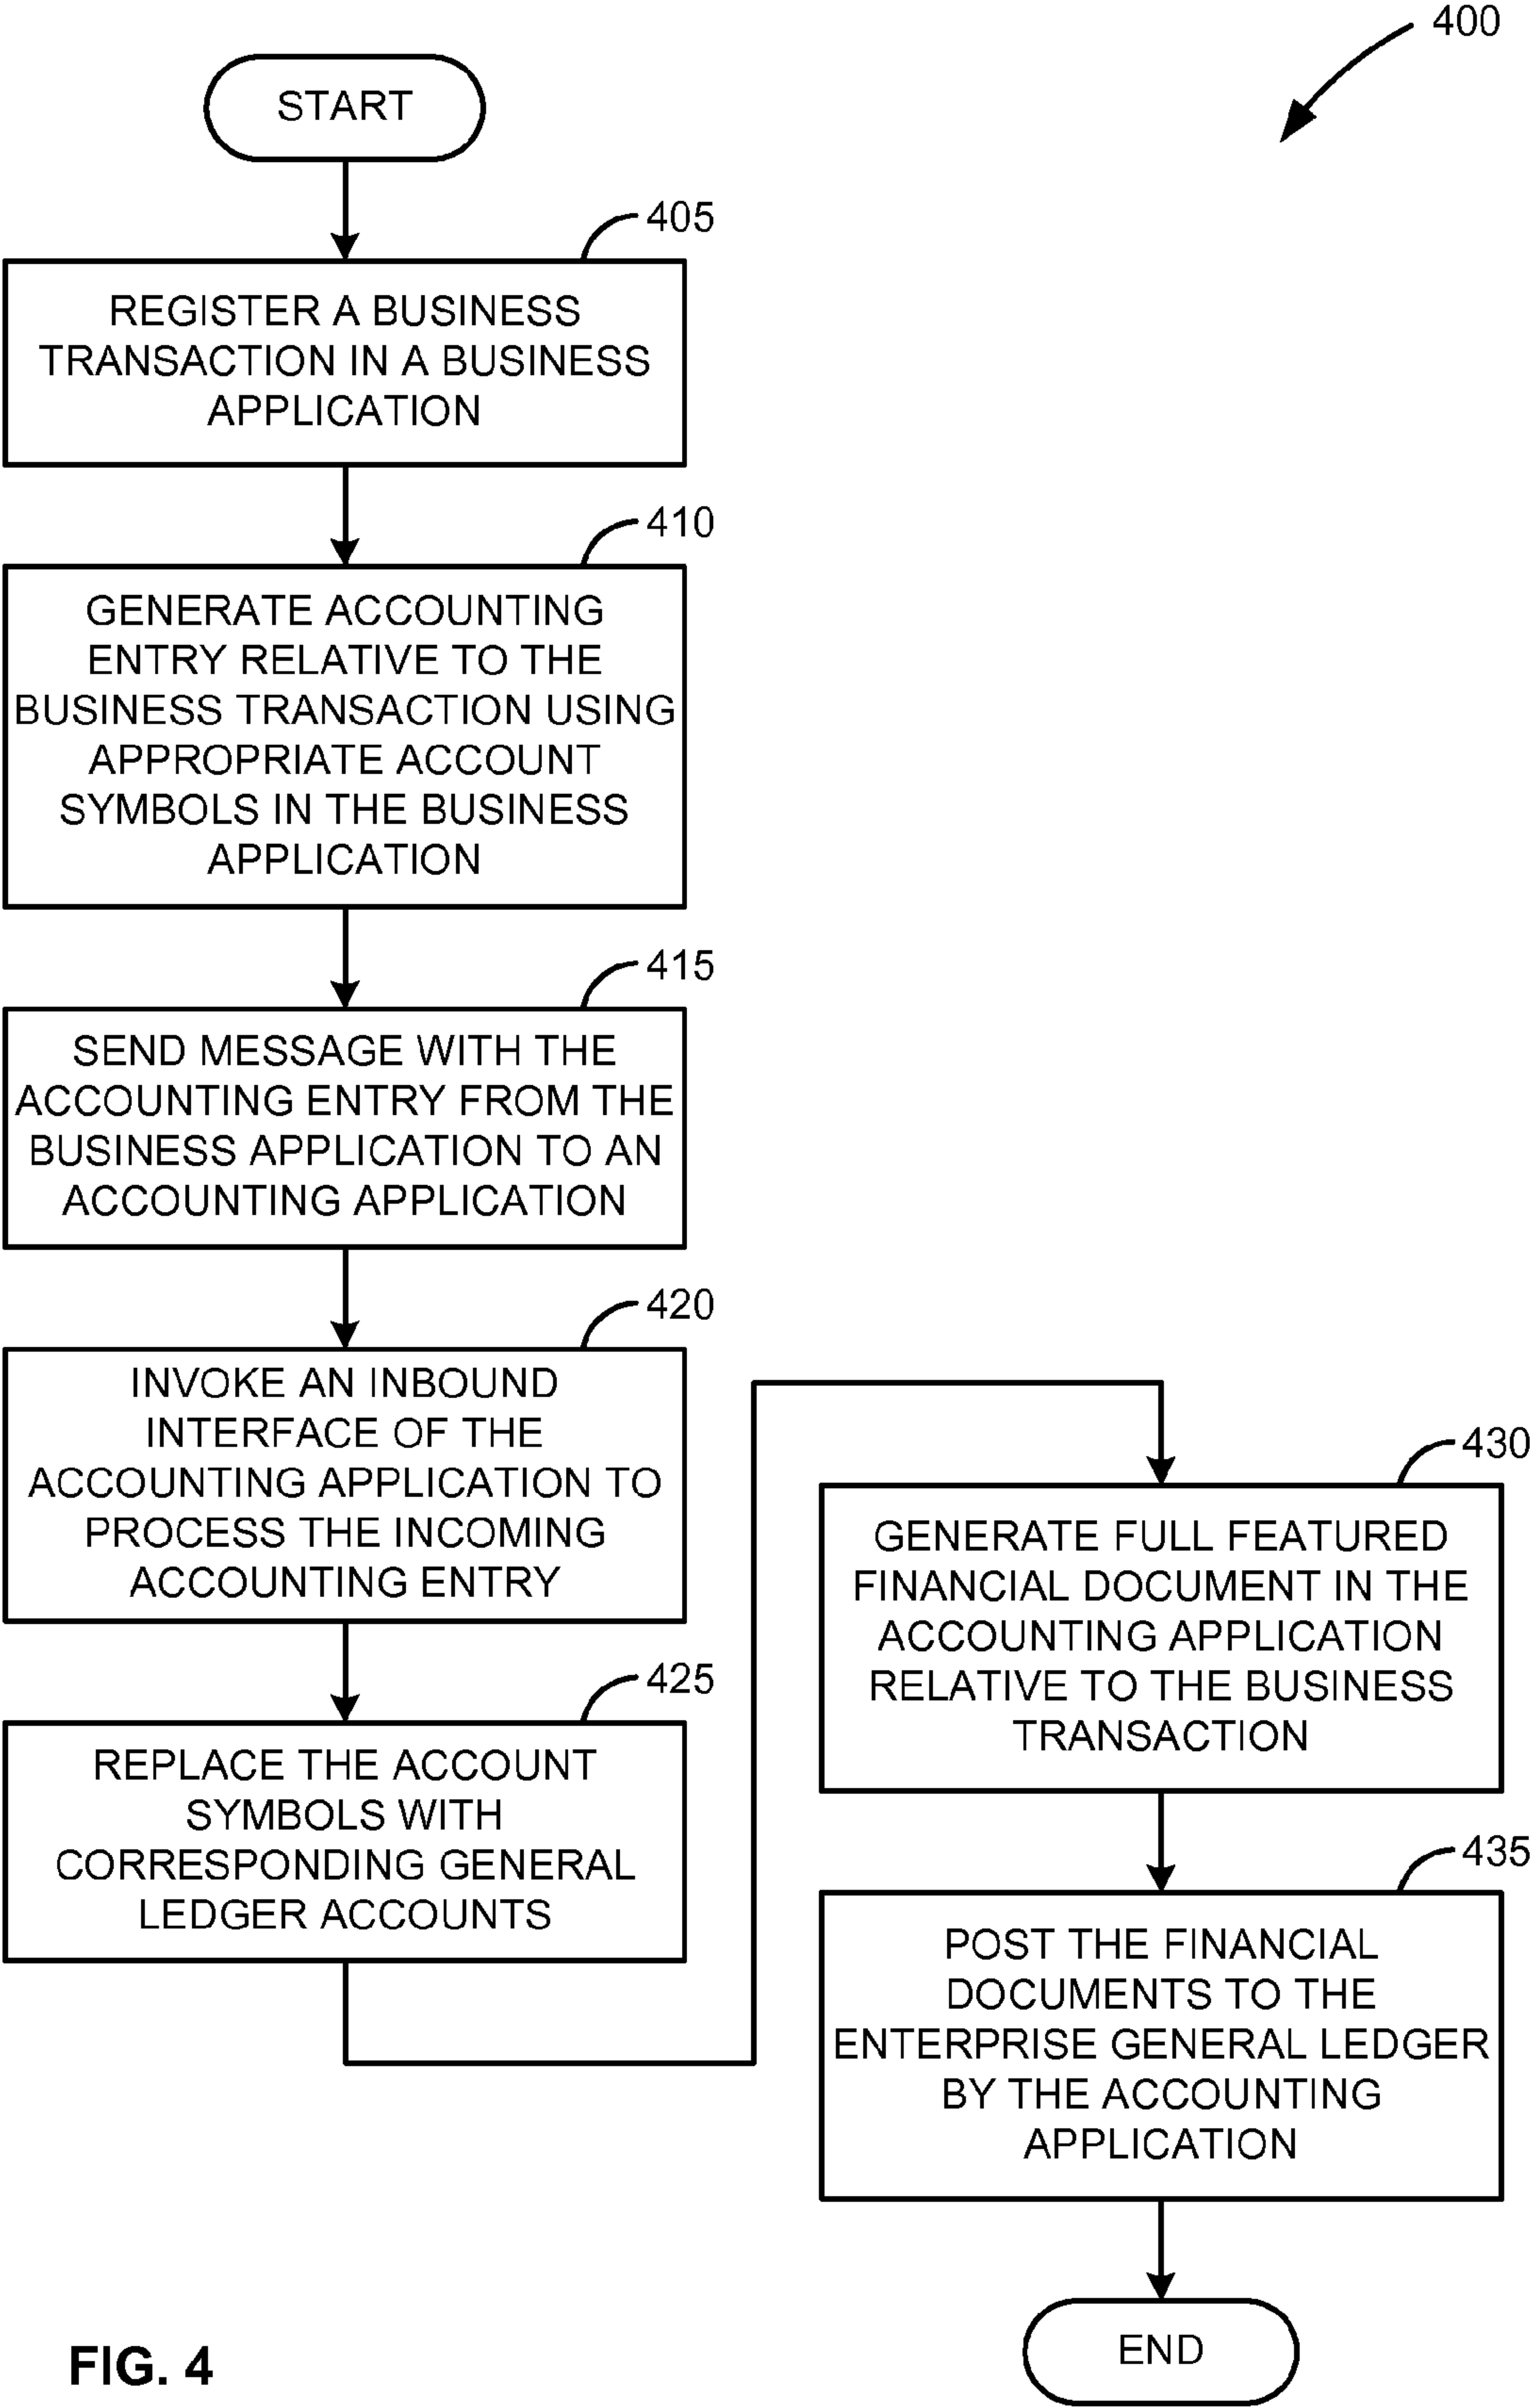 400
START
405
REGISTER A BUSINESS
TRANSACTION IN A BUSINESS
APPLICATION
410
GENERATE ACCOUNTING
ENTRY RELATIVE TO THE
BUSINESS TRANSACTION USING
APPROPRIATE ACCOUNT
SYMBOLS IN THE BUSINESS
APPLICATION
415
SEND MESSAGE WITH THE
ACCOUNTING ENTRY FROM THE
BUSINESS APPLICATION TO AN
ACCOUNTING APPLICATION
420
INVOKE AN INBOUND
INTERFACE OF THE
ACCOUNTING APPLICATION TO
PROCESS THE INCOMING
ACCOUNTING ENTRY
425
REPLACE THE ACCOUNT
SYMBOLS WITH
CORRESPONDING GENERAL
LEDGER ACCOUNTS
430
GENERATE FULL FEATURED
FINANCIAL DOCUMENT IN THE
ACCOUNTING APPLICATION
RELATIVE TO THE BUSINESS
TRANSACTION
435
POST THE FINANCIAL
DOCUMENTS TO THE
ENTERPRISE GENERAL LEDGER
BY THE ACCOUNTING
APPLICATION
END
FIG. 4